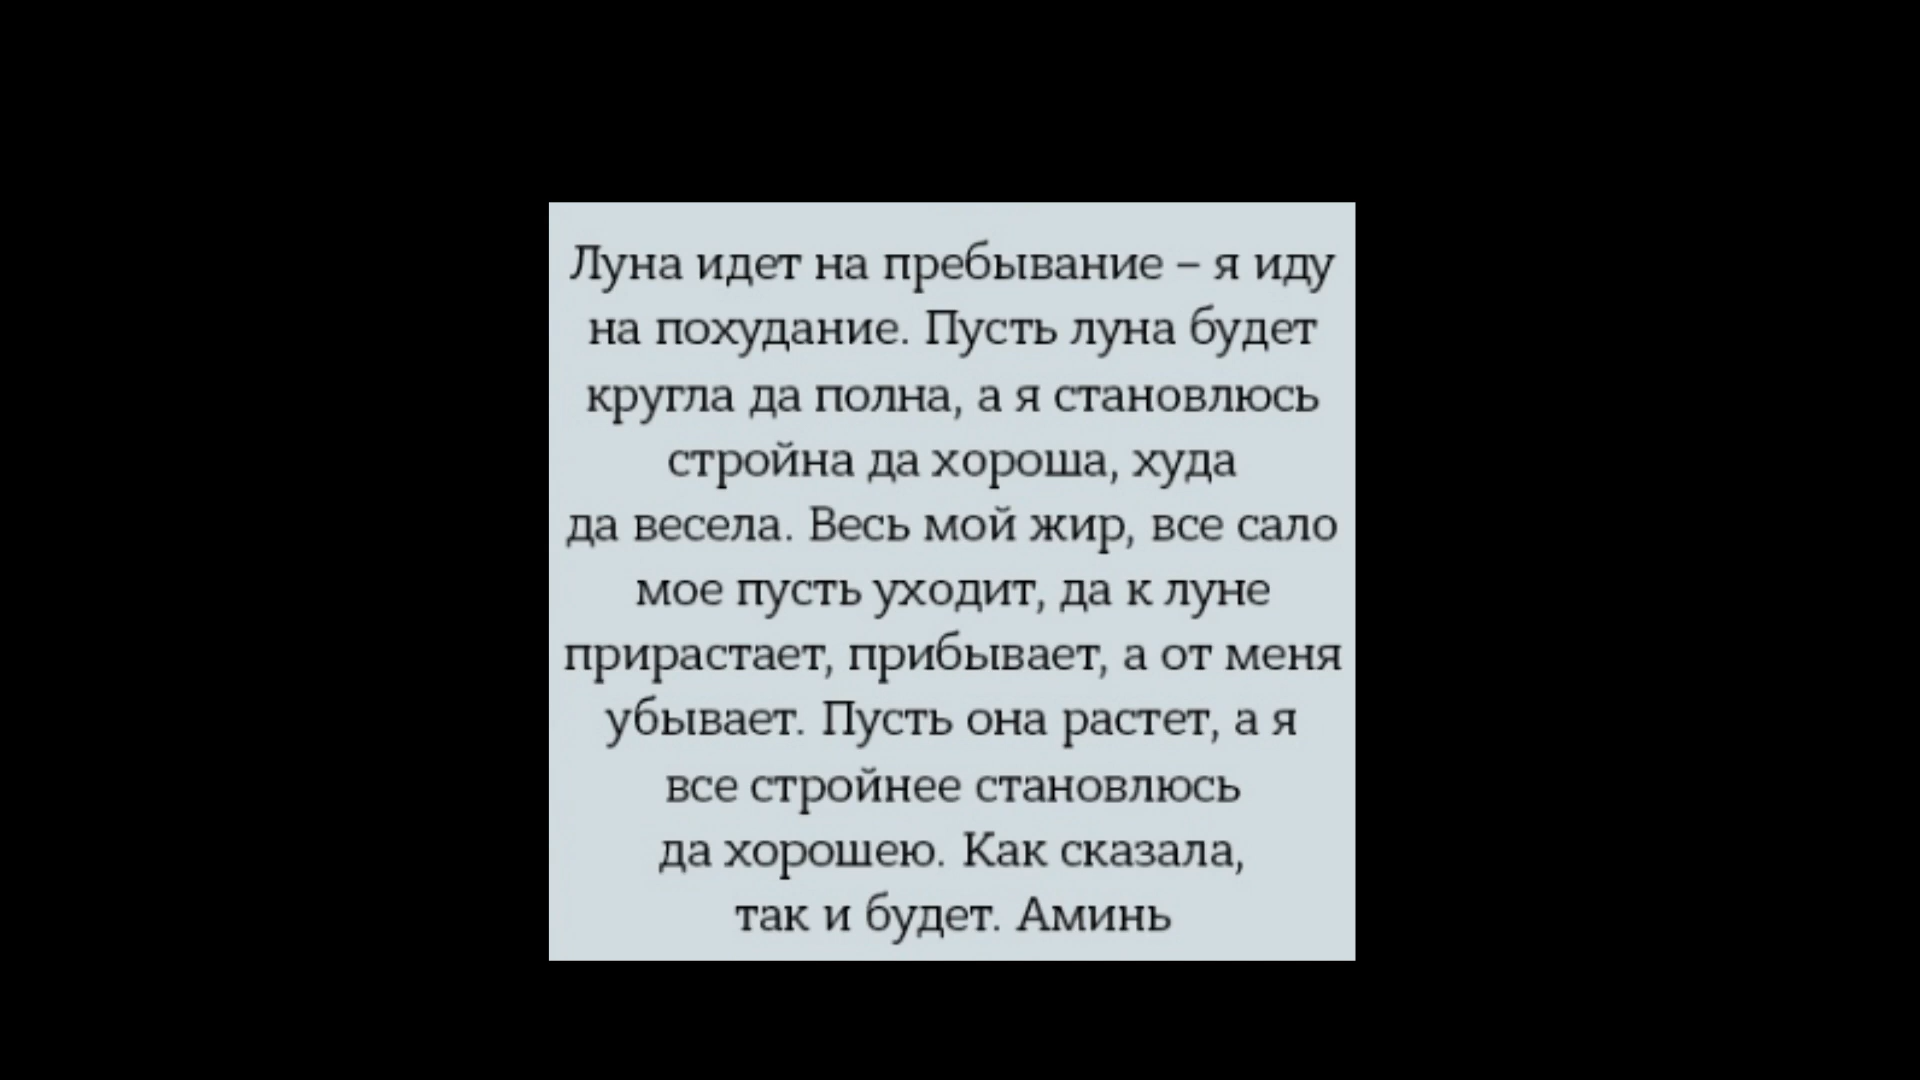 Луна идет на пребывание – я иду
на похудание. Пусть луна будет
кругла да полна, а я становлюсь
стройна да хороша, худа
да весела. Весь мой жир, все сало
мое пусть уходит, да к луне
прирастает, прибывает, а от меня
убывает. Пусть она растет, а я
все стройнее становлюсь
да хорошею. Как сказала,
так и будет. Аминь